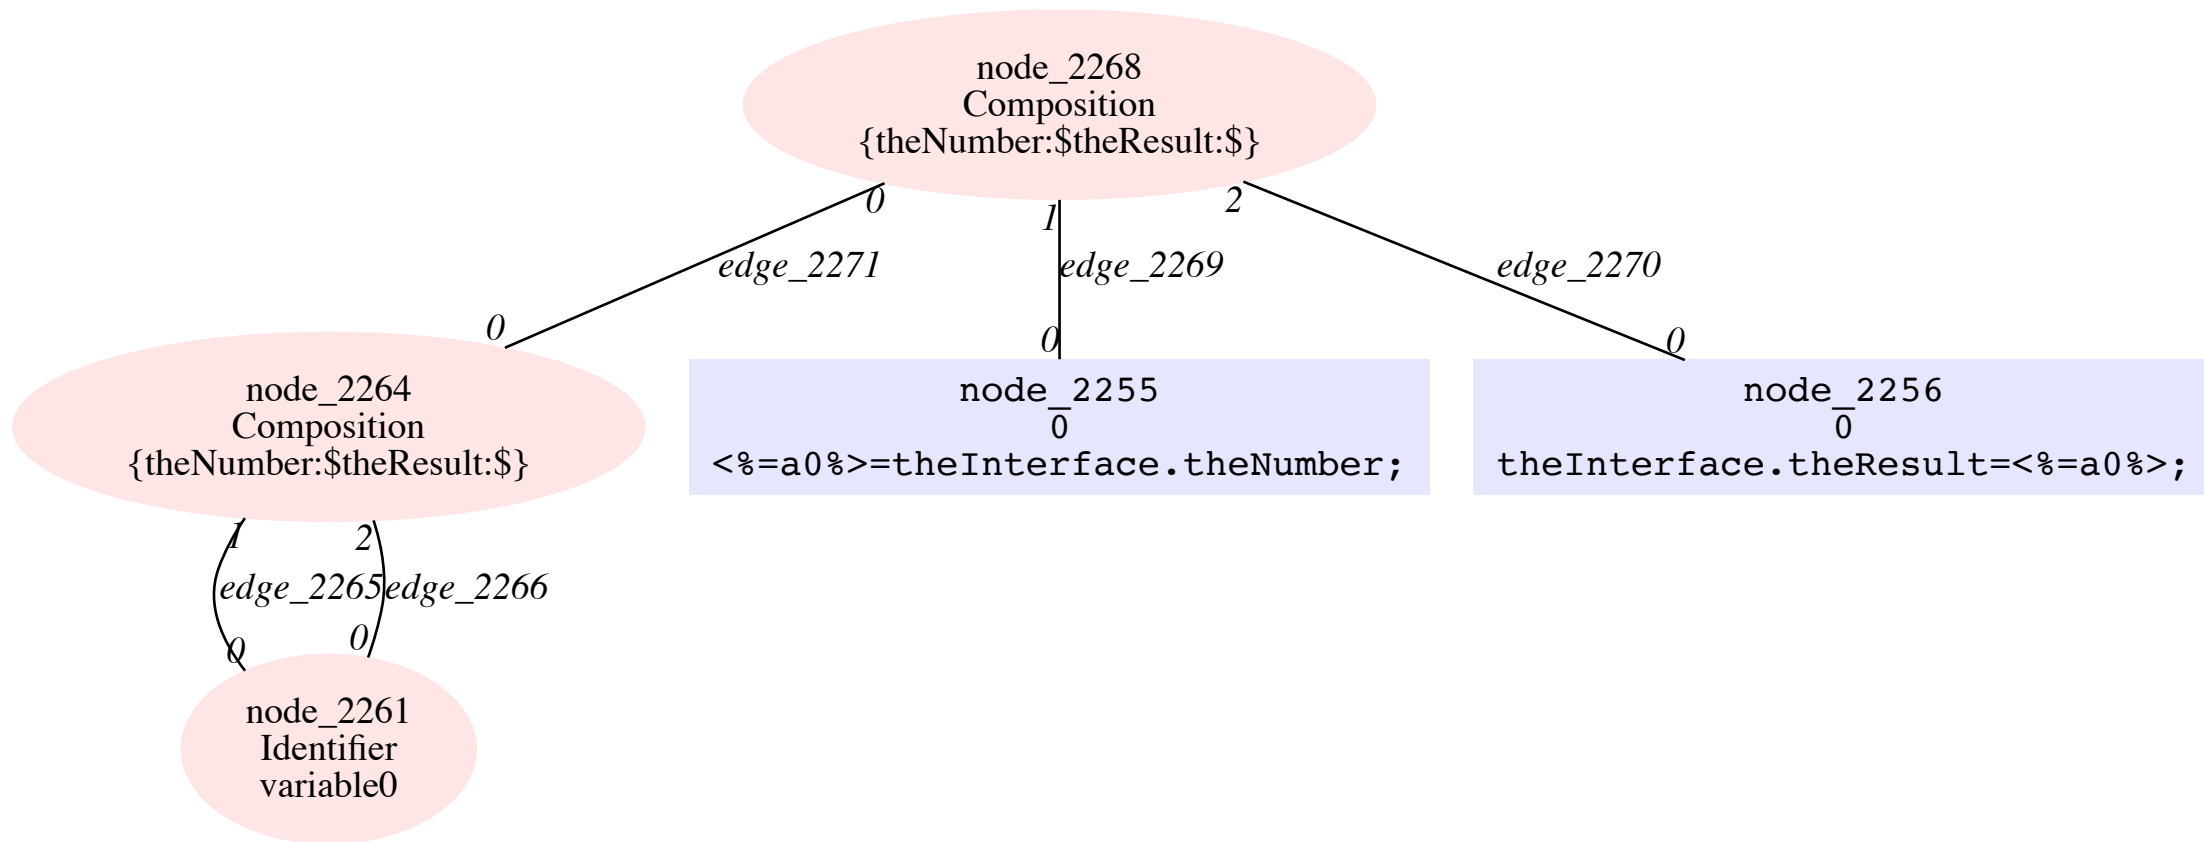 node_2268
Composition
{theNumber:$theResult:$}
0
1
2
edge_2271
edge_2269
edge_2270
0
0
0
node_2264
Composition
{theNumber:$theResult:$}
node_2255
0
<%=a0%>=theInterface.theNumber;
node_2256
0
theInterface.theResult=<%=a0%>;
1
2
edge_2265
edge_2266
0
0
node_2261
Identifier
variable0